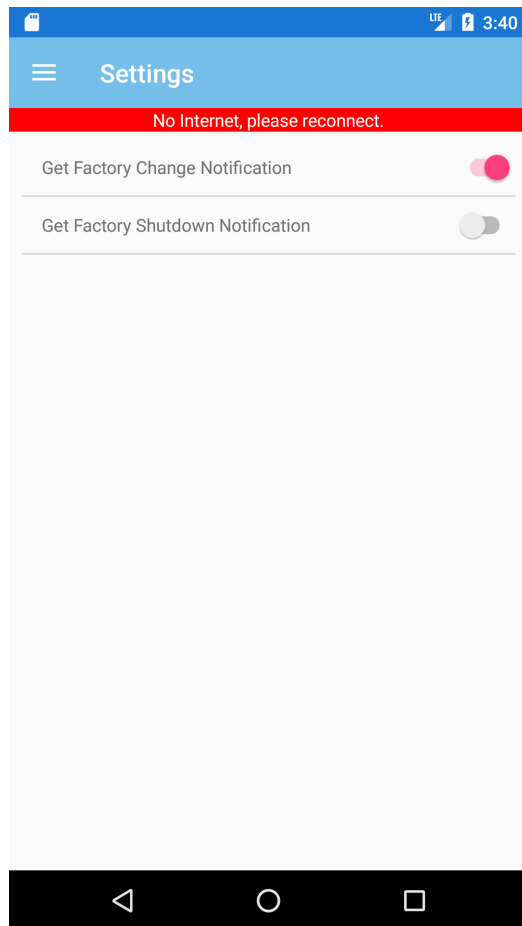 LTE 3:40
Settings
No Internet, please reconnect.
Get Factory Change Notification
Get Factory Shutdown Notification